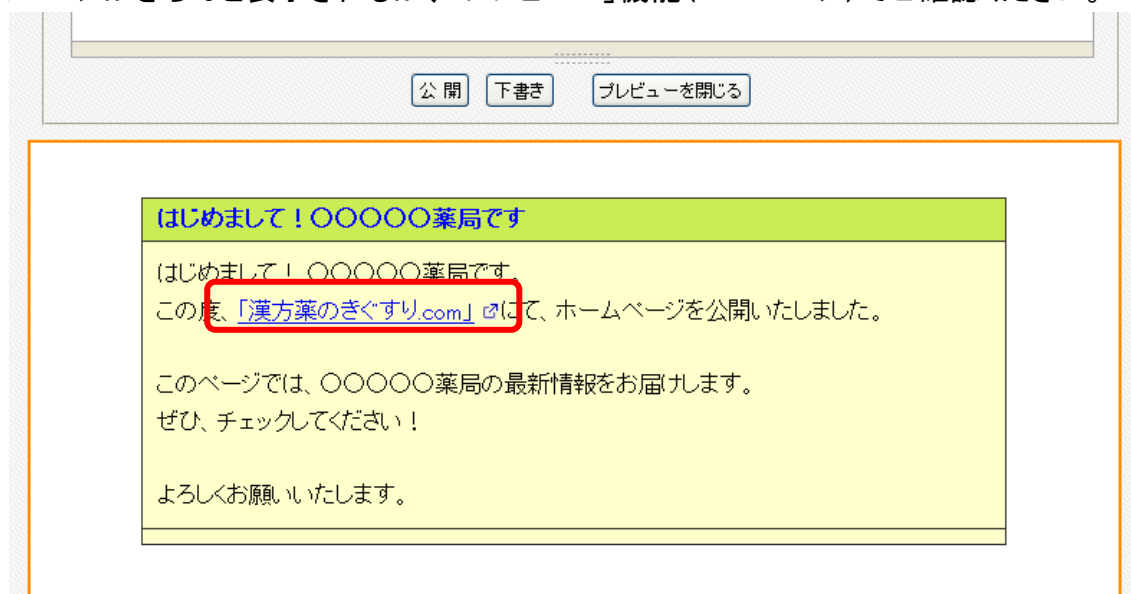 公 開 下書き プレビューを閉じる
はじめまして！〇〇〇〇〇薬局です
はじめまして！ 〇〇〇〇〇薬局です。
この度、「漢方薬のきぐすり.com」にて、ホームページを公開いたしました。
このページでは、〇〇〇〇〇薬局の最新情報をお届けします。
ぜひ、チェックしてください！
よろしくお願いいたします。